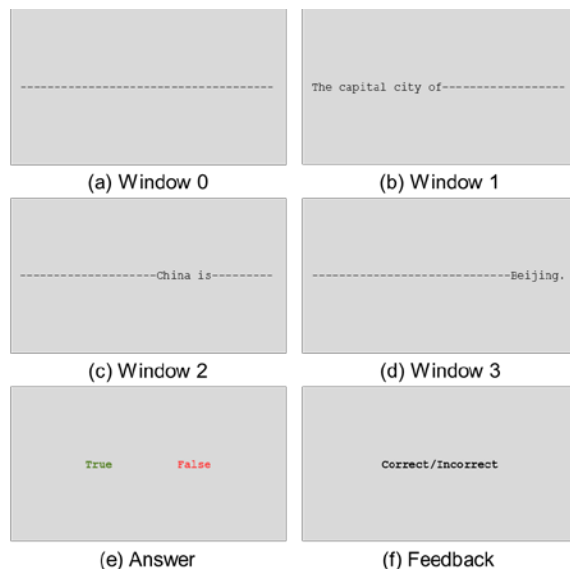 --------------------------------------
(a) Window 0
The capital city of-------------------
(b) Window 1
---------------------China is---------
(c) Window 2
------------------------------Beijing.
(d) Window 3
True False
(e) Answer
Correct/Incorrect
(f) Feedback